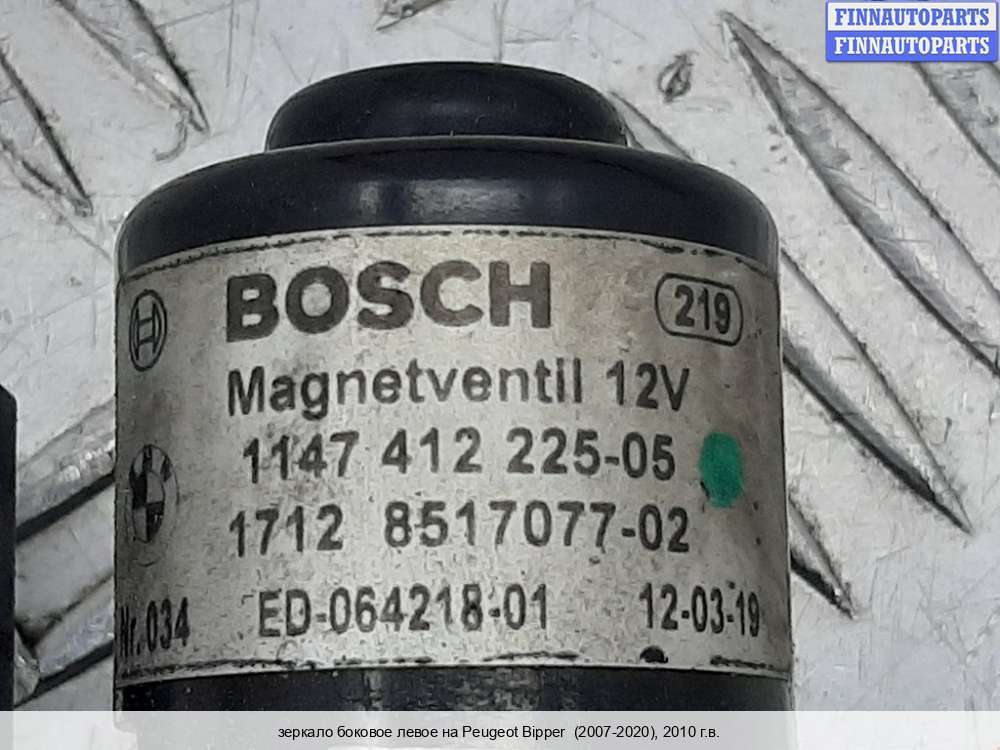 FINNAUTOPARTS
FINNAUTOPARTS
BOSCH 219
Magnetventil 12V
1147 412 225-05
1712 8517077-02
Nr.034 ED-064218-01 12-03-19
зеркало боковое левое на Peugeot Bipper (2007-2020), 2010 г.в.